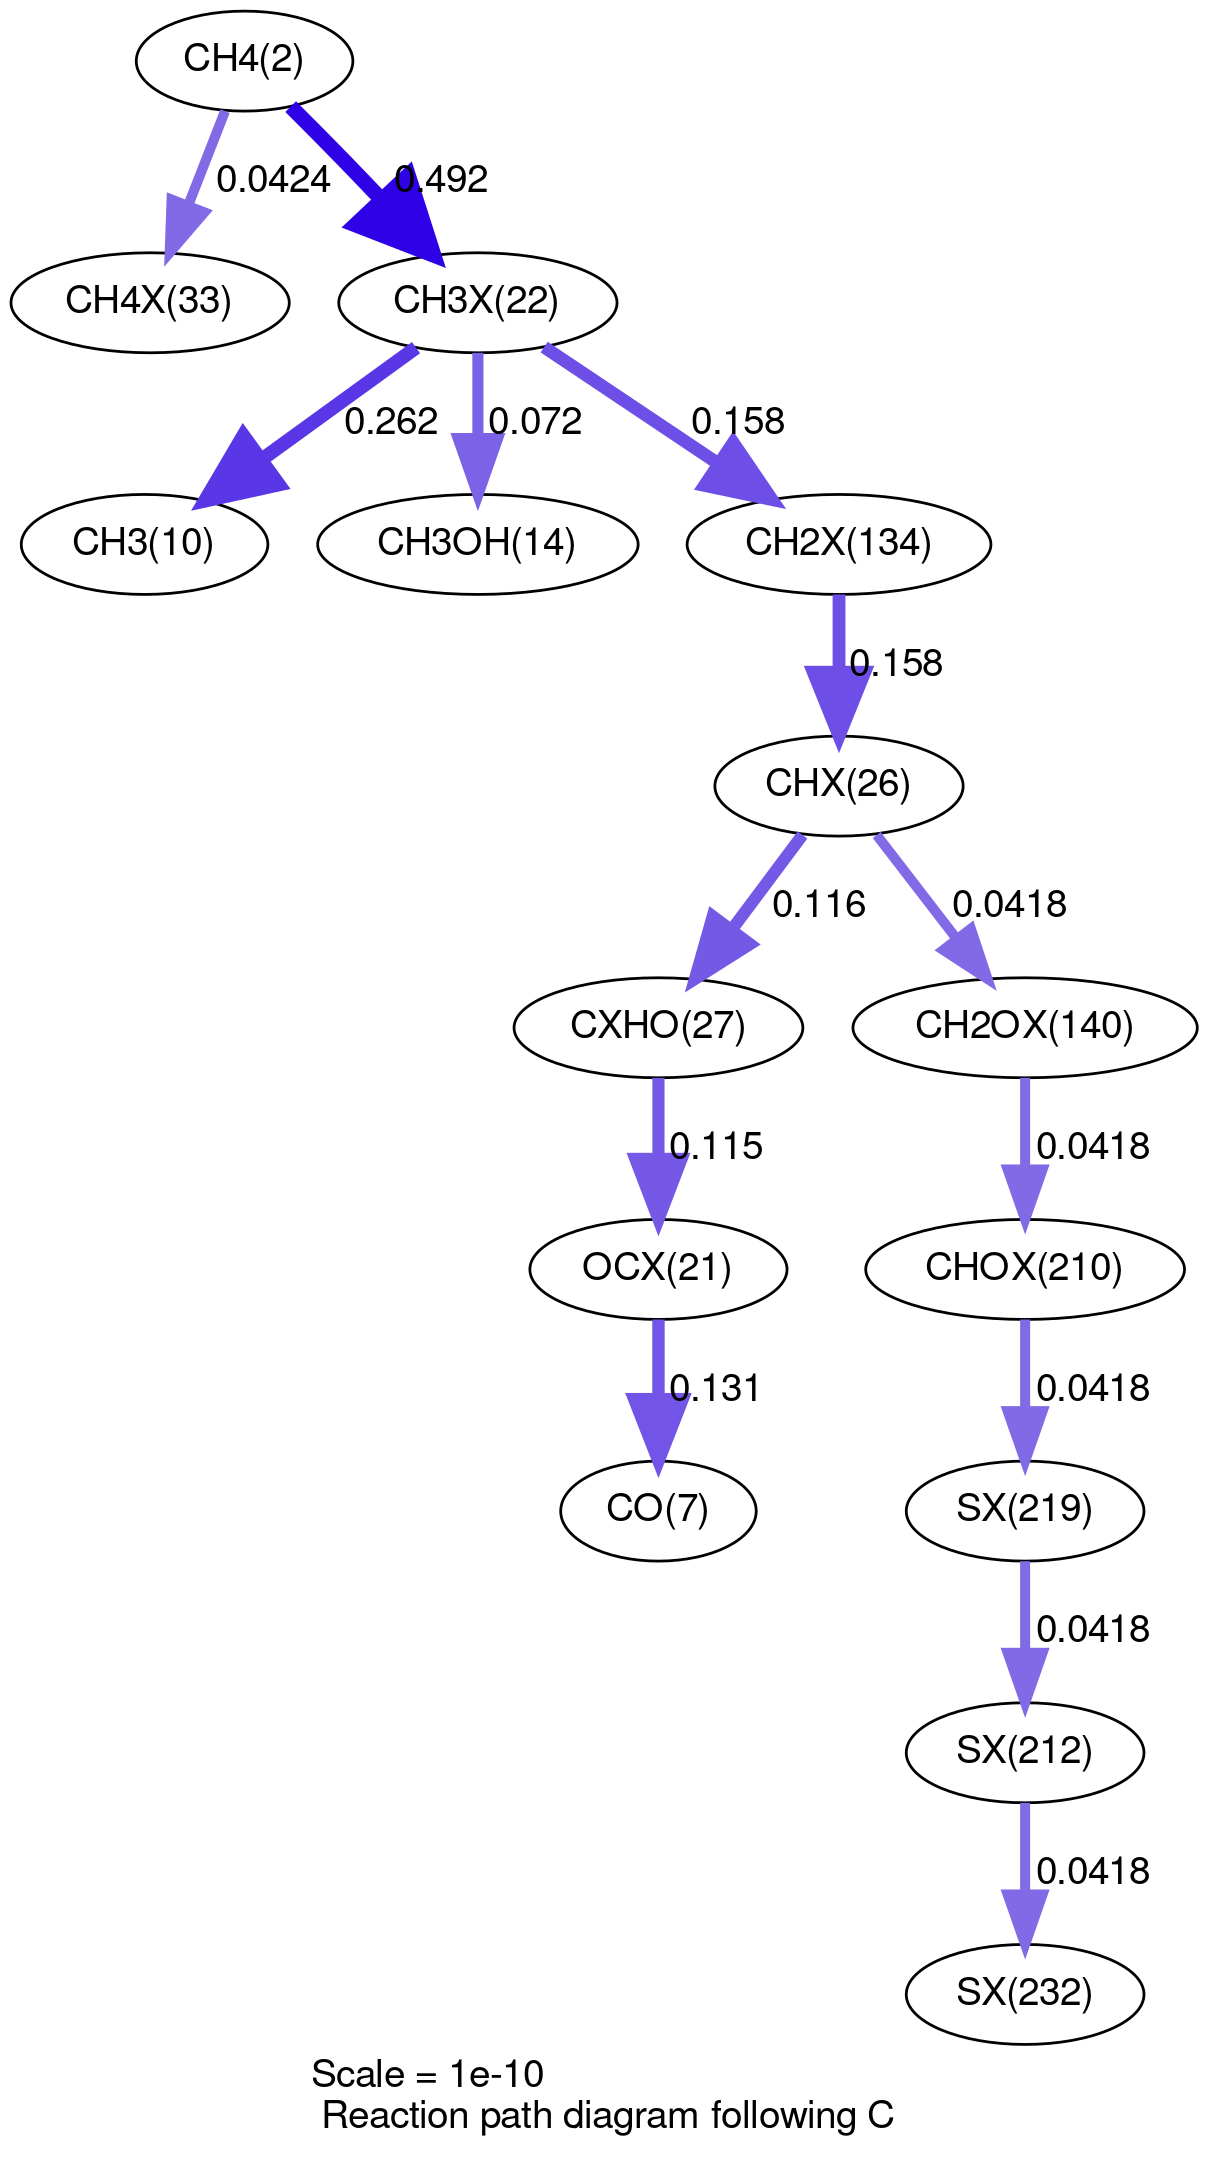 CH4(2)
0.0424
0.492
CH4X(33)
CH3X(22)
0.262
0.072
0.158
CH3(10)
CH3OH(14)
CH2X(134)
0.158
CHX(26)
0.116
0.0418
CXHO(27)
CH2OX(140)
0.115
0.0418
OCX(21)
CHOX(210)
0.131
0.0418
CO(7)
SX(219)
0.0418
SX(212)
0.0418
SX(232)
Scale = 1e-10
Reaction path diagram following C